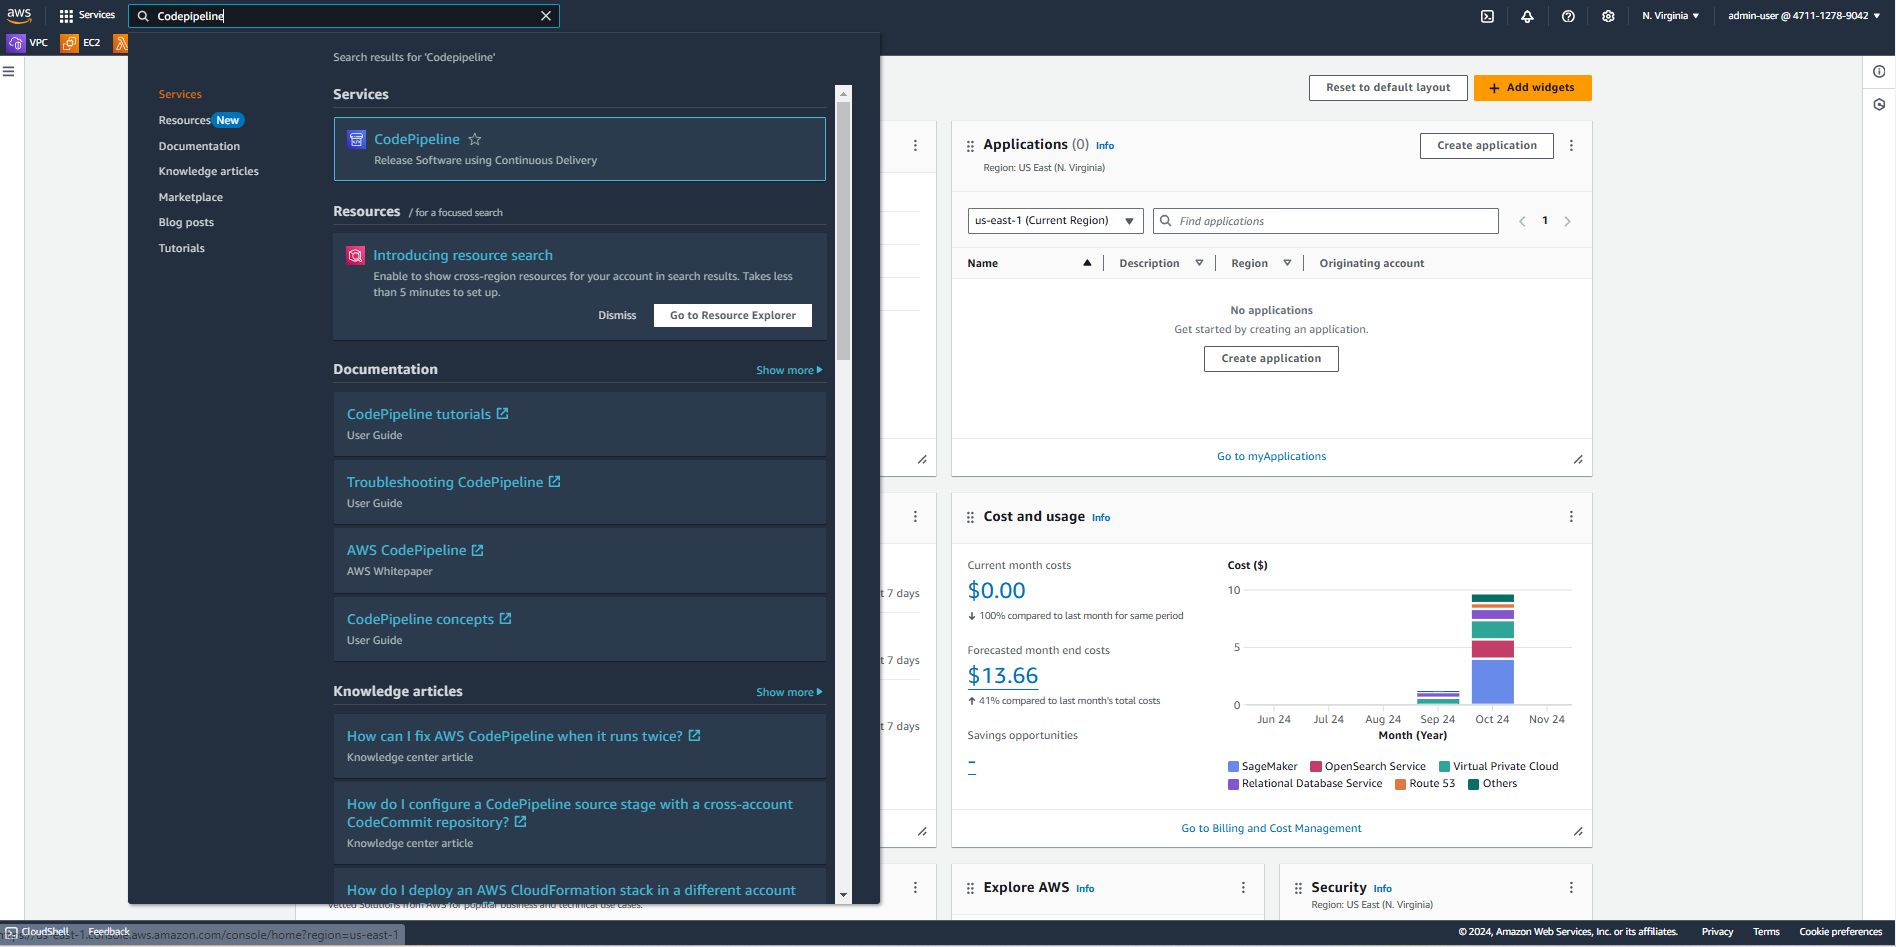 aws
Services
Codepipeline
N. Virginia
admin-user @ 4711-1278-9042
VPC
EC2
Search results for 'Codepipeline'
Services
Resources New
Documentation
Knowledge articles
Marketplace
Blog posts
Tutorials
Services
CodePipeline
Release Software using Continuous Delivery
Resources / for a focused search
Introducing resource search
Enable to show cross-region resources for your account in search results. Takes less
than 5 minutes to set up.
Dismiss
Go to Resource Explorer
Documentation
Show more
CodePipeline tutorials
User Guide
Troubleshooting CodePipeline
User Guide
AWS CodePipeline
AWS Whitepaper
CodePipeline concepts
User Guide
Knowledge articles
Show more
How can I fix AWS CodePipeline when it runs twice?
Knowledge center article
How do I configure a CodePipeline source stage with a cross-account
CodeCommit repository?
Knowledge center article
How do I deploy an AWS CloudFormation stack in a different account
Vetted Solutions from AWS for popular business and technical use cases.
t 7 days
t 7 days
t 7 days
Reset to default layout
+ Add widgets
Applications (0) Info
Region: US East (N. Virginia)
Create application
us-east-1 (Current Region)
Find applications
1
Name
Description
Region
Originating account
No applications
Get started by creating an application.
Create application
Go to myApplications
Cost and usage Info
Current month costs
$0.00
100% compared to last month for same period
Forecasted month end costs
$13.66
41% compared to last month's total costs
Savings opportunities
-
Cost ($)
10
5
0
Jun 24 Jul 24 Aug 24 Sep 24 Oct 24 Nov 24
Month (Year)
SageMaker OpenSearch Service Virtual Private Cloud
Relational Database Service Route 53 Others
Go to Billing and Cost Management
Explore AWS Info
Security Info
Region: US East (N. Virginia)
CloudShell Feedback
https://us-east-1.console.aws.amazon.com/console/home?region=us-east-1
© 2024, Amazon Web Services, Inc. or its affiliates.
Privacy
Terms
Cookie preferences